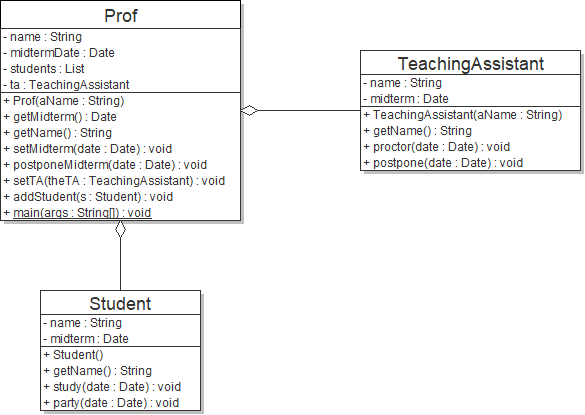 Prof
- name : String
- midtermDate : Date
- students : List
- ta : TeachingAssistant
+ Prof(aName : String)
+ getMidterm() : Date
+ getName() : String
+ setMidterm(date : Date) : void
+ postponeMidterm(date : Date) : void
+ setTA(theTA : TeachingAssistant) : void
+ addStudent(s : Student) : void
+ main(args : String[]) : void
TeachingAssistant
- name : String
- midterm : Date
+ TeachingAssistant(aName : String)
+ getName() : String
+ proctor(date : Date) : void
+ postpone(date : Date) : void
Student
- name : String
- midterm : Date
+ Student()
+ getName() : String
+ study(date : Date) : void
+ party(date : Date) : void